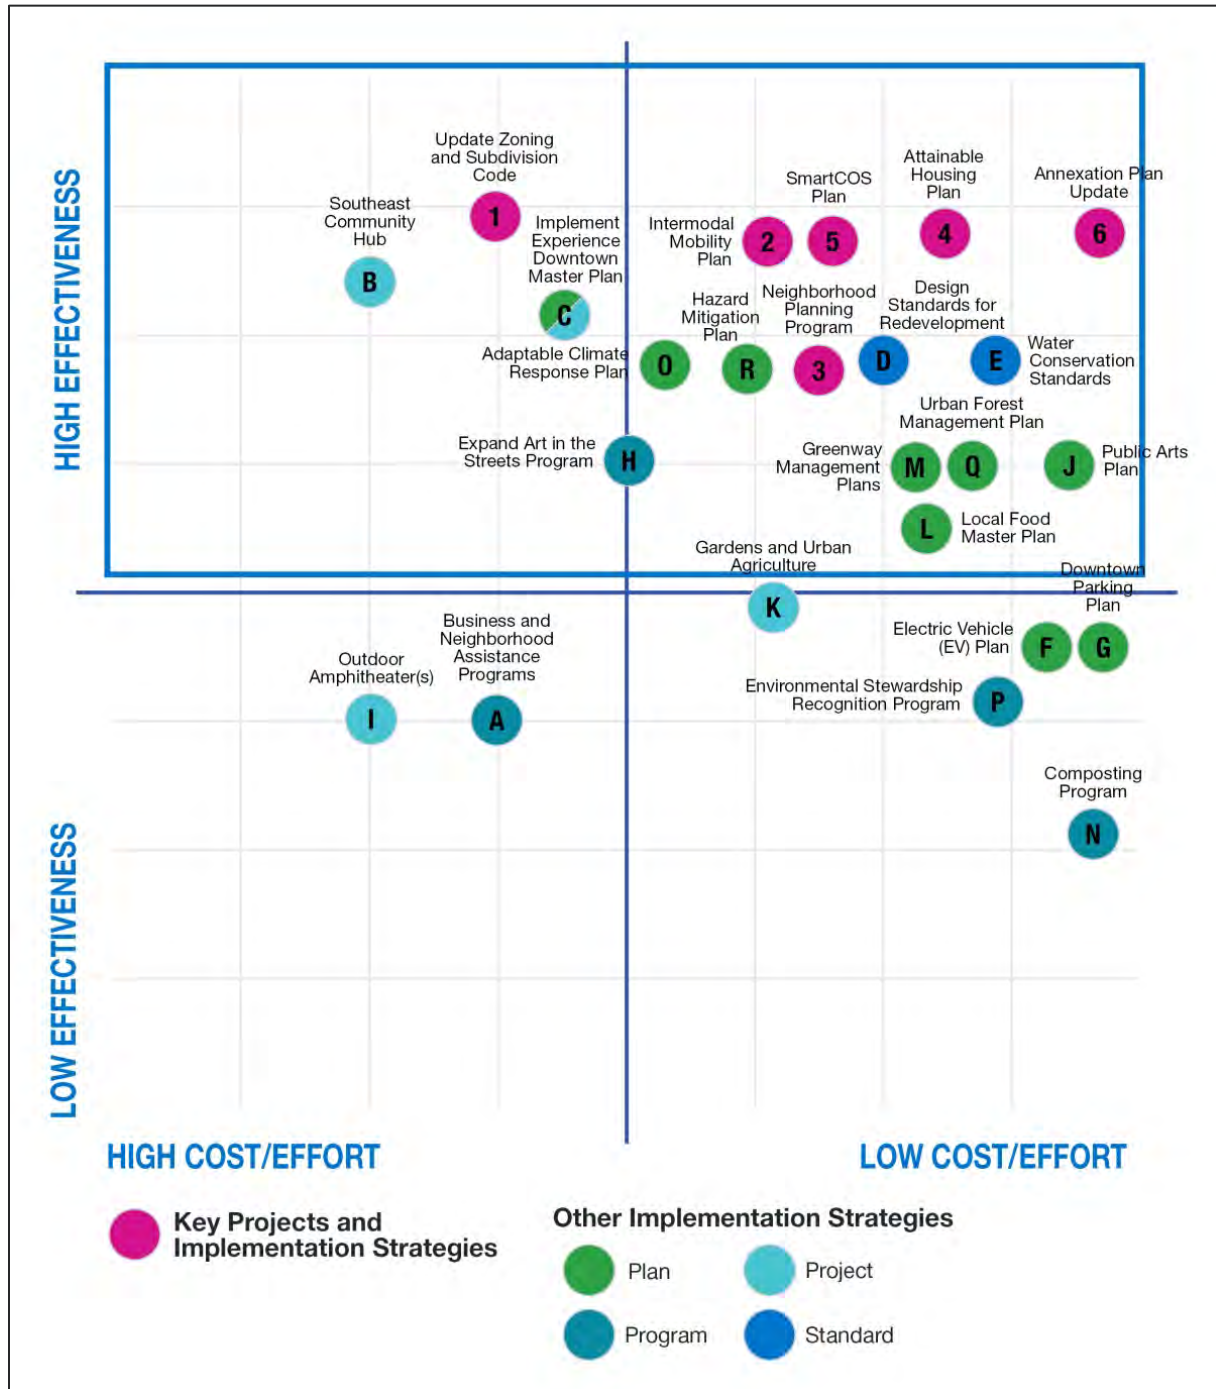 HIGH EFFECTIVENESS
LOW EFFECTIVENESS
Update Zoning
and Subdivision
Code
1
Southeast
Community
Hub
B
Implement
Experience
Downtown
Master Plan
C
Intermodal
Mobility
Plan
2
SmartCOS
Plan
5
Attainable
Housing
Plan
4
Annexation Plan
Update
6
Adaptable Climate
Response Plan
O
Hazard
Mitigation
Plan
R
Neighborhood
Planning
Program
3
Design
Standards for
Redevelopment
D
E
Water
Conservation
Standards
Expand Art in the
Streets Program
H
Greenway
Management
Plans
M
Urban Forest
Management Plan
Q
J
Public Arts
Plan
L
Local Food
Master Plan
Gardens and Urban
Agriculture
K
Downtown
Parking
Plan
G
Electric Vehicle
(EV) Plan
F
Outdoor
Amphitheater(s)
I
Business and
Neighborhood
Assistance
Programs
A
Environmental Stewardship
Recognition Program
P
Composting
Program
N
HIGH COST/EFFORT
LOW COST/EFFORT
Key Projects and
Implementation Strategies
Other Implementation Strategies
Plan
Project
Program
Standard